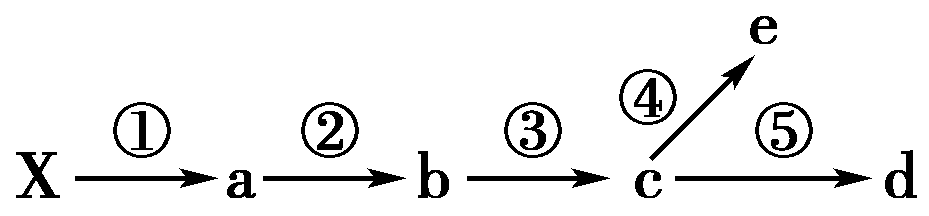 e
① ② ③ ④ ⑤
X a b c d